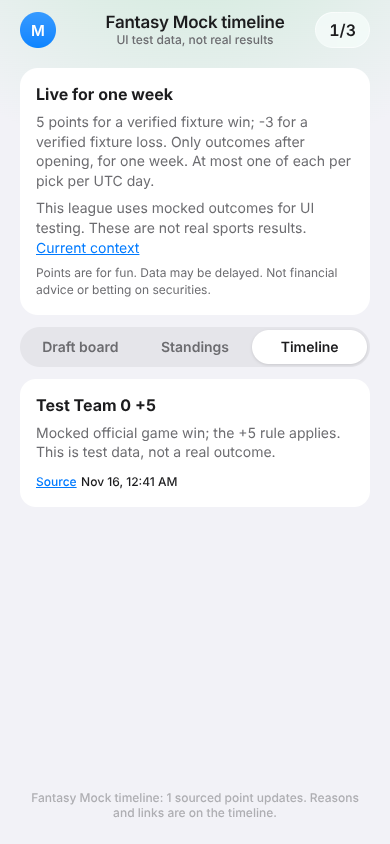 M
Fantasy Mock timeline
UI test data, not real results
1/3
Live for one week
5 points for a verified fixture win; -3 for a
verified fixture loss. Only outcomes after
opening, for one week. At most one of each per
pick per UTC day.
This league uses mocked outcomes for UI
testing. These are not real sports results.
Current context
Points are for fun. Data may be delayed. Not financial
advice or betting on securities.
Draft board
Standings
Timeline
Test Team 0 +5
Mocked official game win; the +5 rule applies.
This is test data, not a real outcome.
Source Nov 16, 12:41 AM
Fantasy Mock timeline: 1 sourced point updates. Reasons
and links are on the timeline.